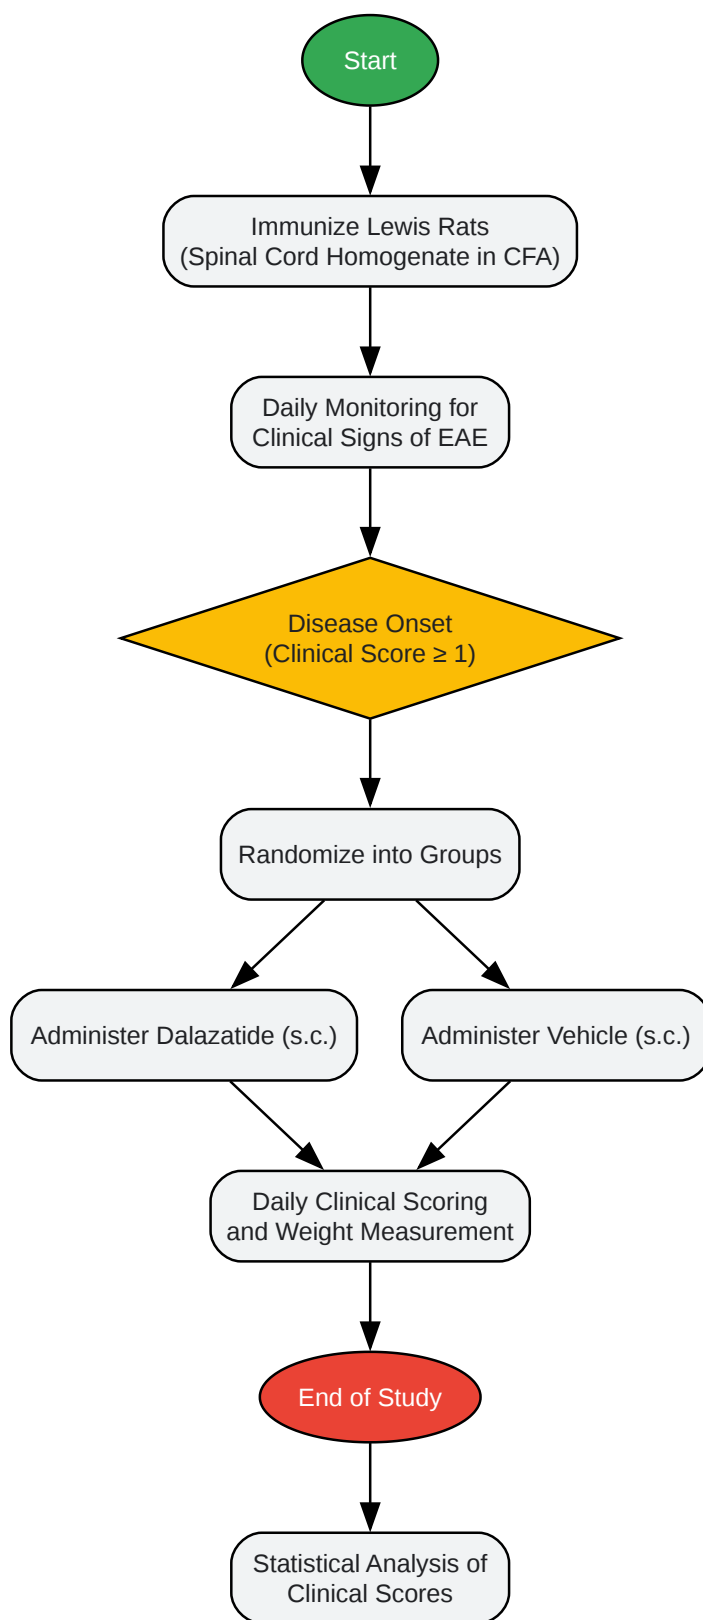 Start
Immunize Lewis Rats
(Spinal Cord Homogenate in CFA)
Daily Monitoring for
Clinical Signs of EAE
Disease Onset
(Clinical Score ≥ 1)
Randomize into Groups
Administer Dalazatide (s.c.)
Administer Vehicle (s.c.)
Daily Clinical Scoring
and Weight Measurement
End of Study
Statistical Analysis of
Clinical Scores